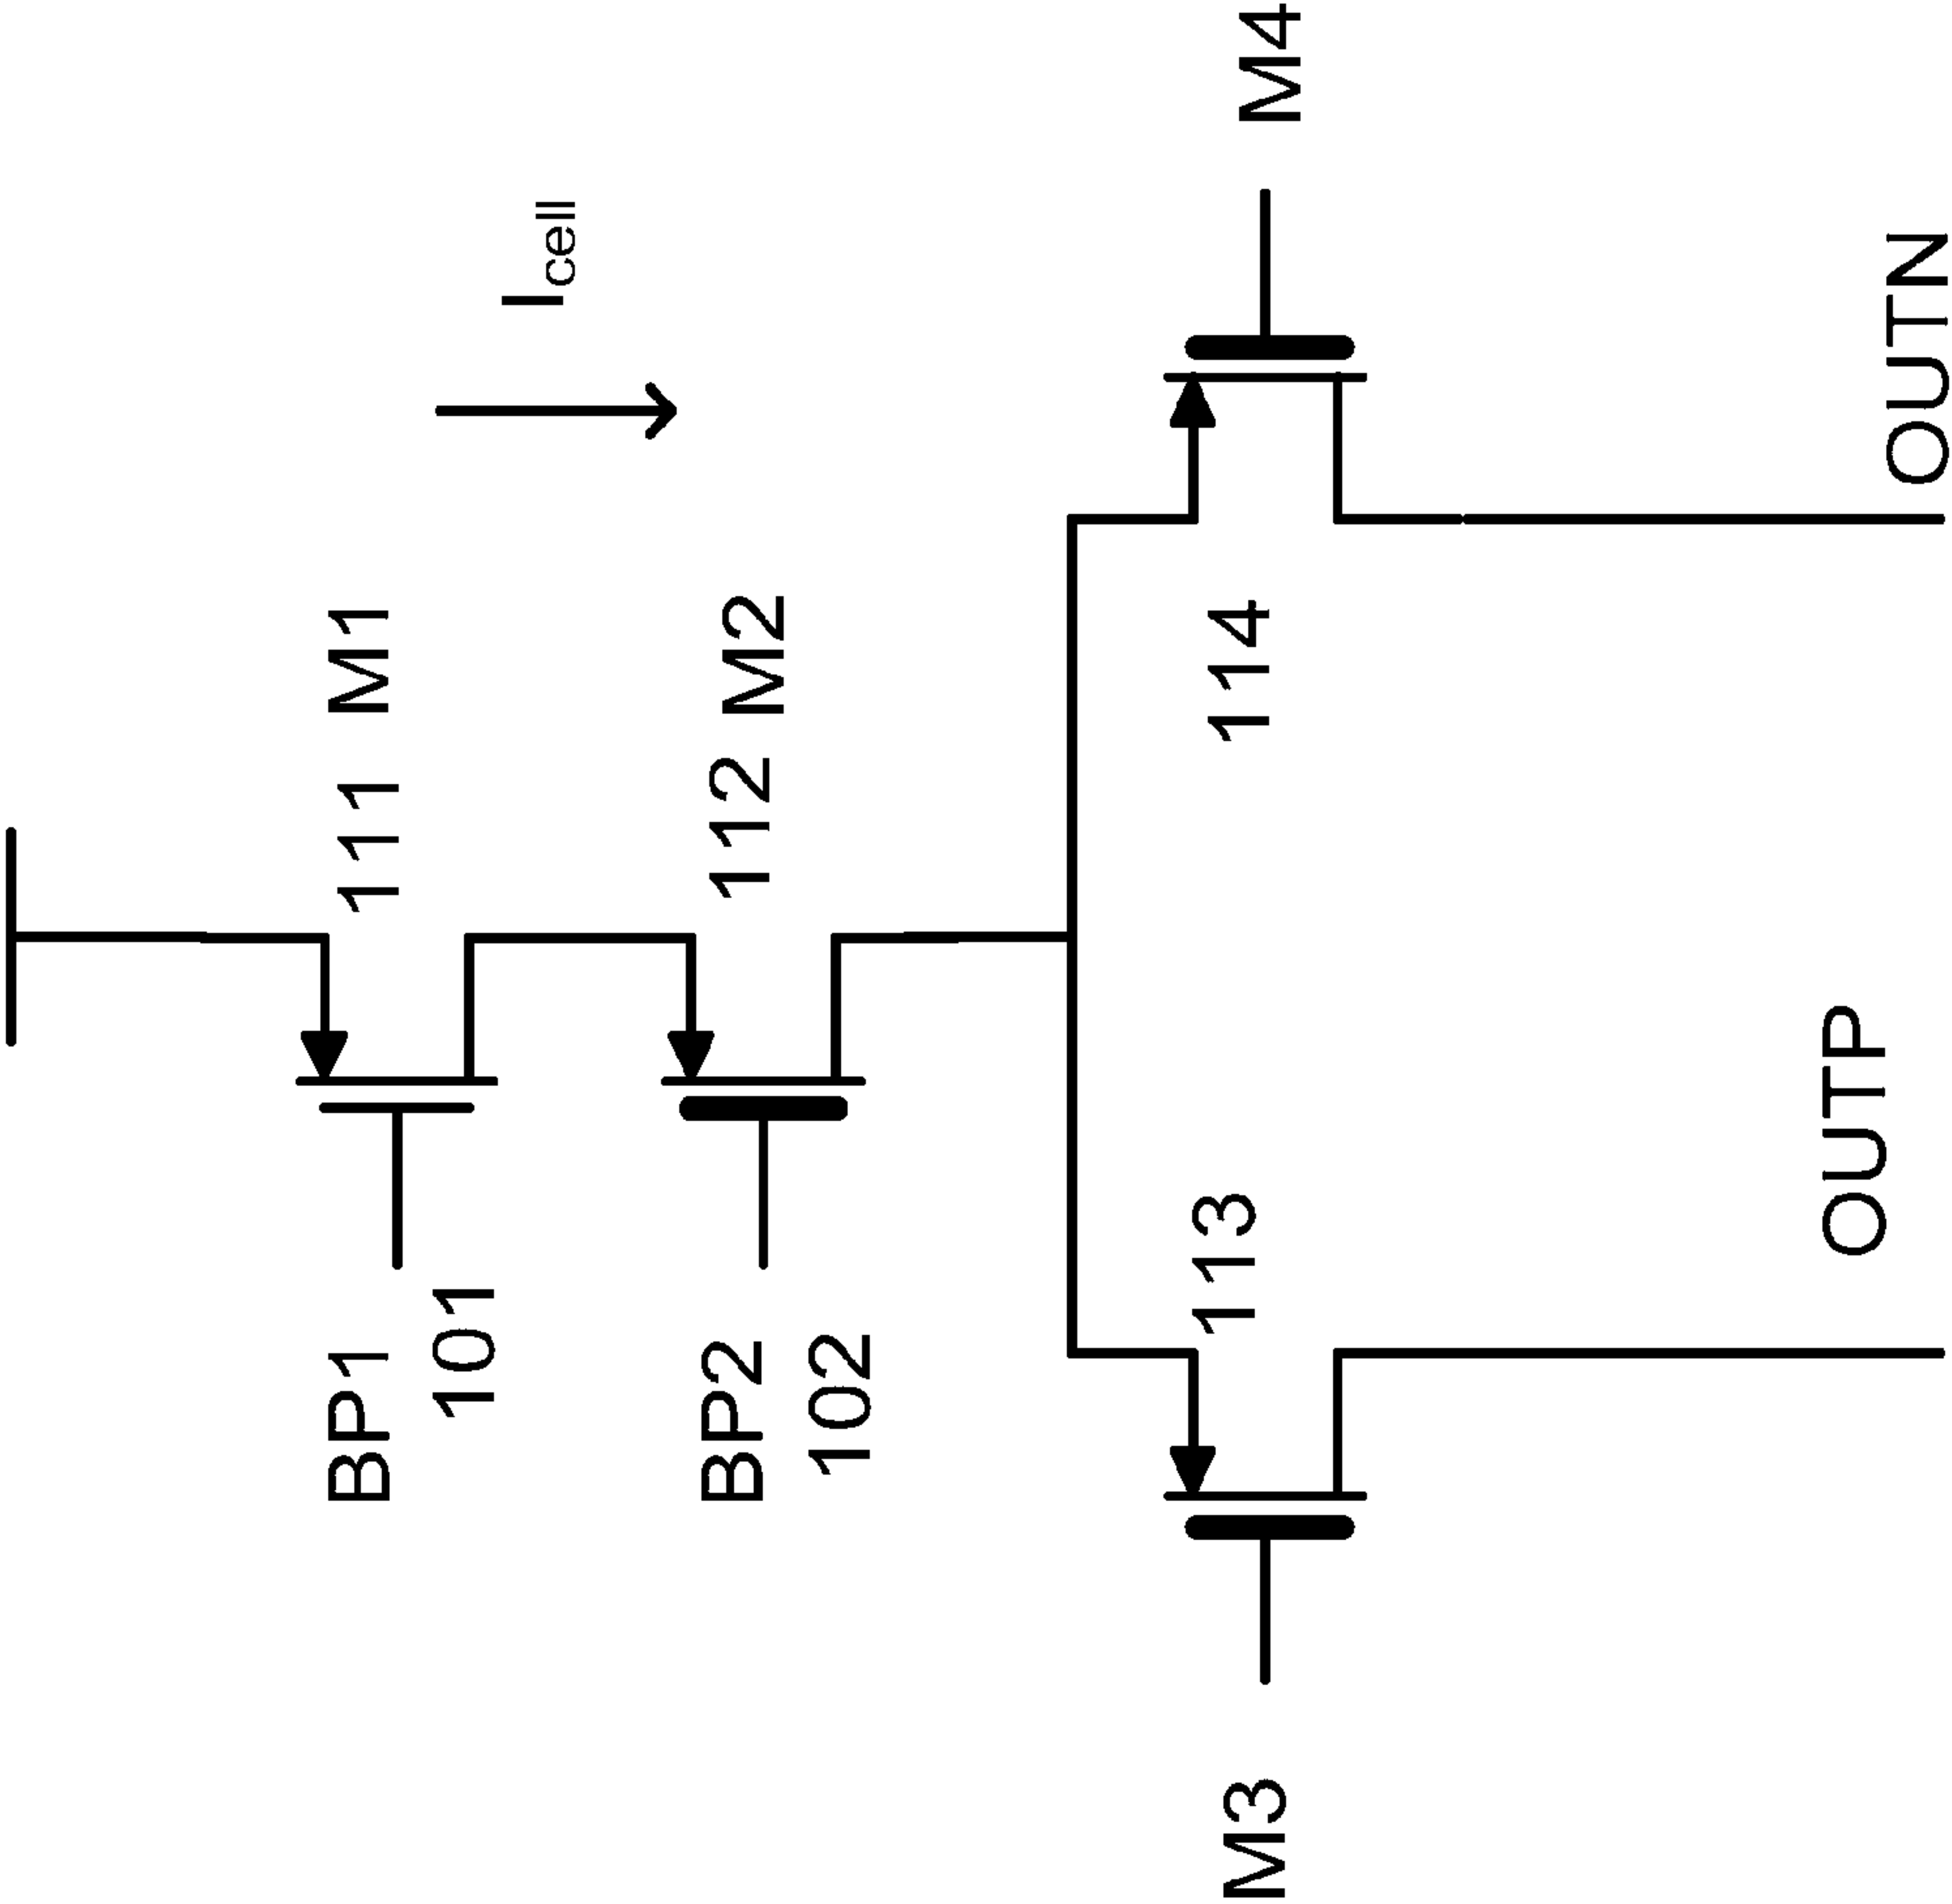 BP1
111 M1
101
Icell
BP2
112 M2
102
M3
113
114
M4
OUTP
OUTN